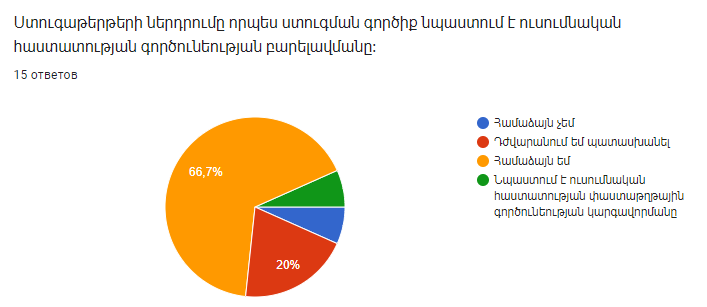 Ստուգաթերթերի ներդրումը որպես ստուգման գործիք նպաստում է ուսումնական
հաստատության գործունեության բարելավմանը:
15 ответов
Համաձայն չեմ
Դժվարանում եմ պատասխանել
Համաձայն եմ
Նպաստում է ուսումնական
հաստատության փաստաթղթային
գործունեության կարգավորմանը
66,7%
20%